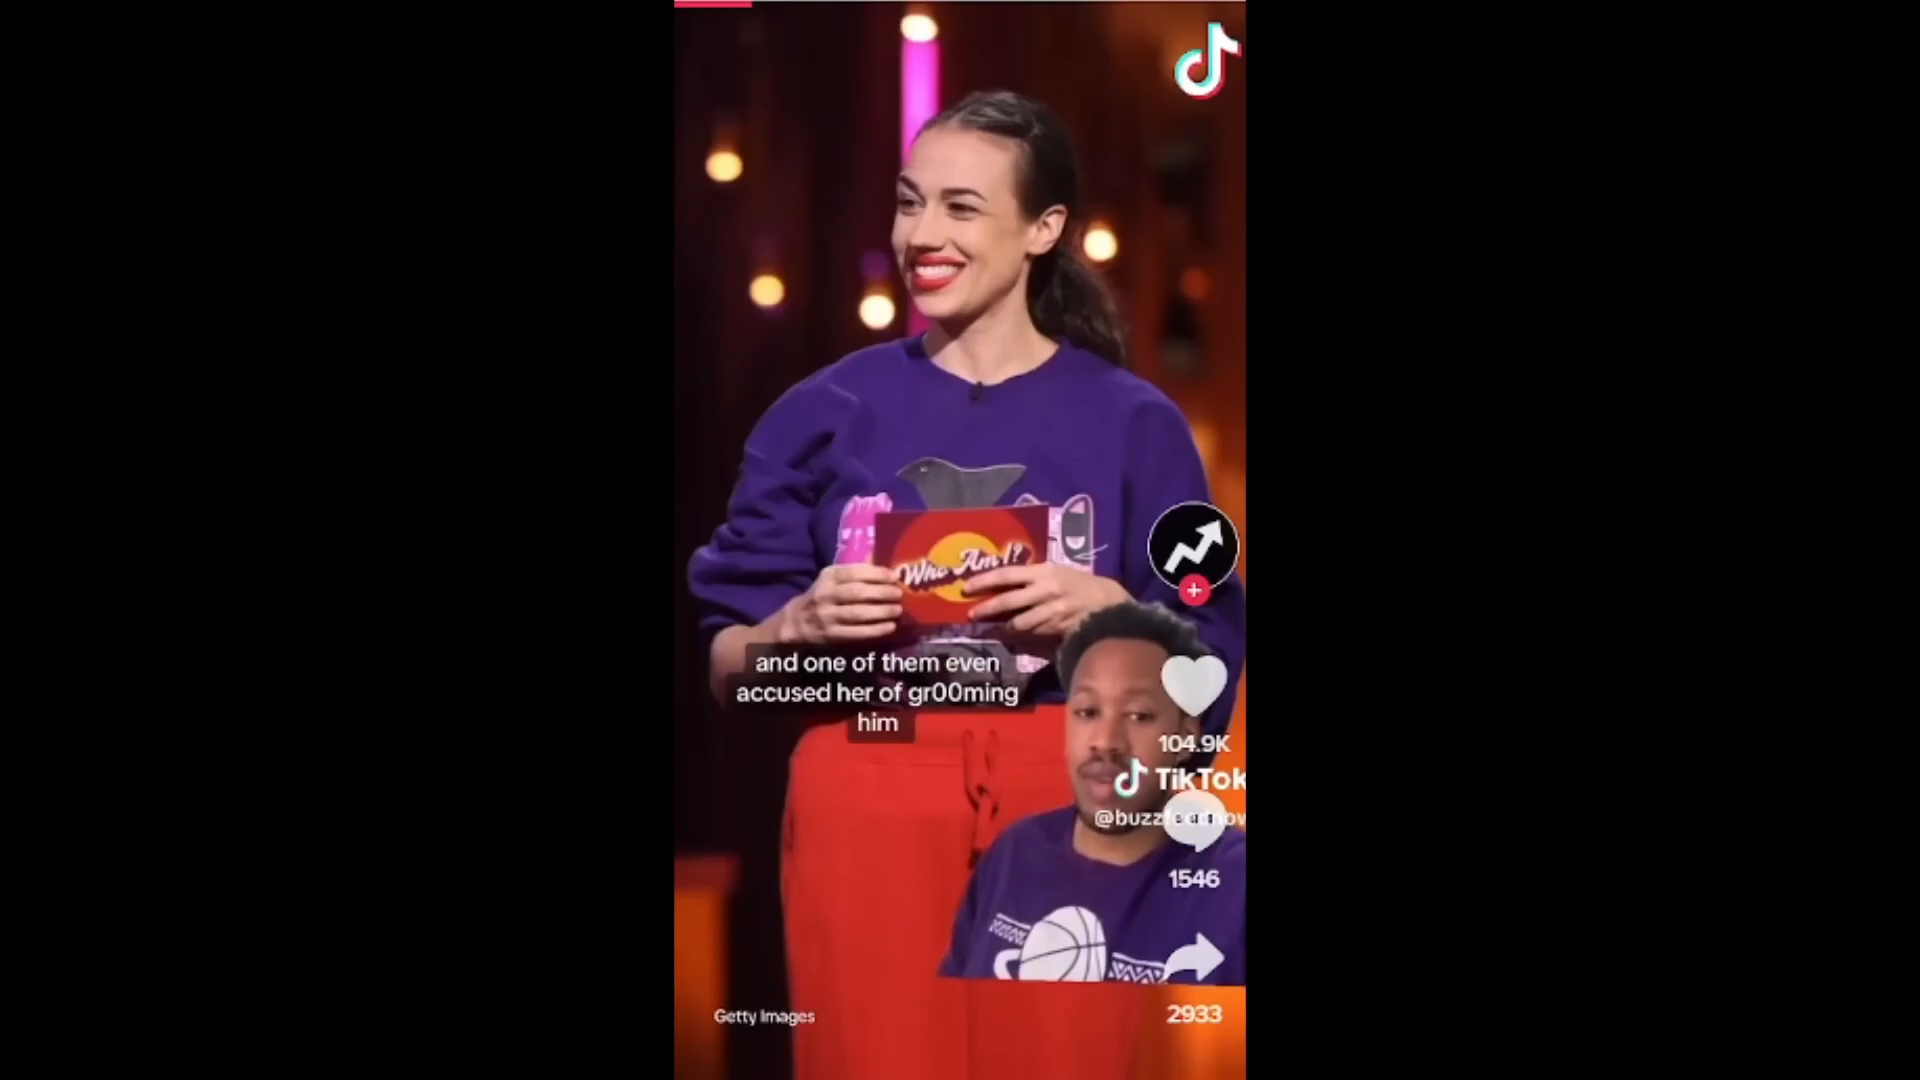 Who Am I?
and one of them even
accused her of gr00ming
him
104.9K
TikTok
1546
2933
Getty Images